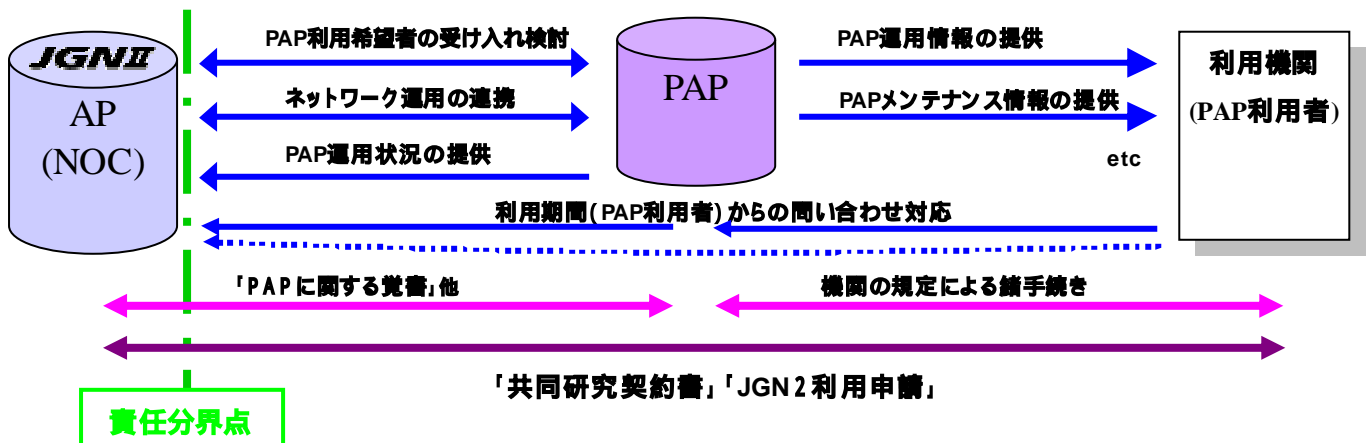 JGNII
AP
(NOC)
PAP利用希望者の受け入れ検討
ネットワーク運用の連携
PAP運用状況の提供
PAP
PAP運用情報の提供
PAPメンテナンス情報の提供
etc
利用機関
(PAP利用者)
利用期間(PAP利用者)からの問い合わせ対応
「PAPに関する覚書」他
機関の規定による諸手続き
「共同研究契約書」「JGN2利用申請」
責任分界点